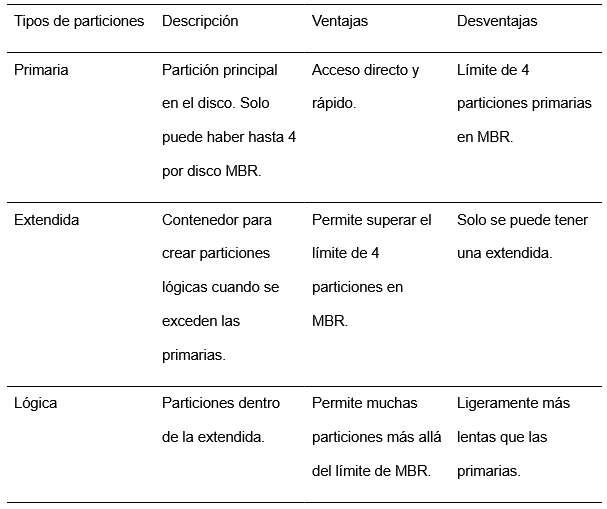 Tipos de particiones Descripción Ventajas Desventajas
Primaria Partición principal Acceso directo y Límite de 4
en el disco. Solo rápido. particiones primarias
puede haber hasta 4 en MBR.
por disco MBR.
Extendida Contenedor para Permite superar el Solo se puede tener
crear particiones límite de 4 una extendida.
lógicas cuando se particiones en
exceden las MBR.
primarias.
Lógica Particiones dentro Permite muchas Ligeramente más
de la extendida. particiones más allá lentas que las
del límite de MBR. primarias.